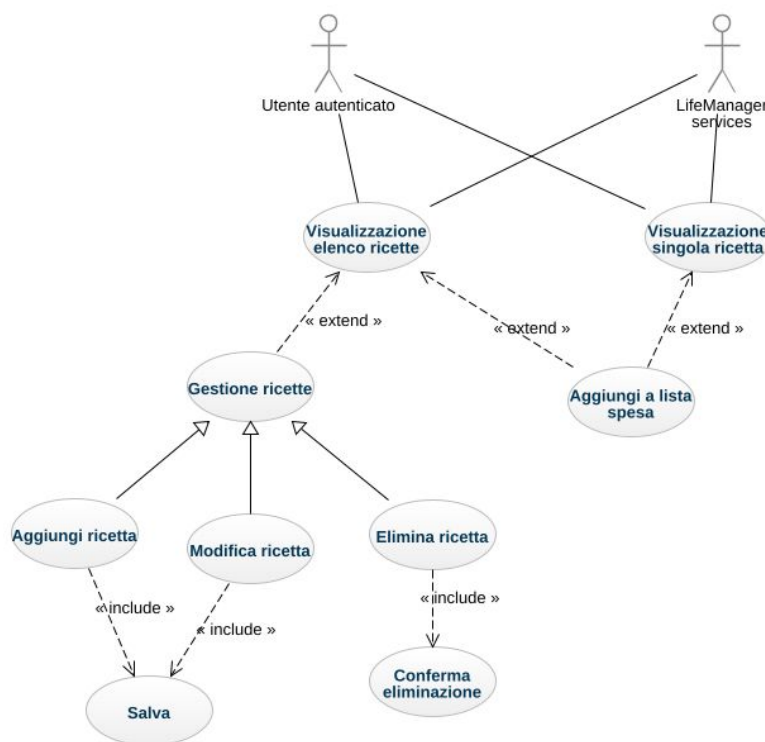 Utente autenticato
LifeManager
services
Visualizzazione
elenco ricette
Visualizzazione
singola ricetta
« extend »
« extend »
« extend »
Gestione ricette
Aggiungi a lista
spesa
Aggiungi ricetta
Modifica ricetta
Elimina ricetta
« include »
« include »
« include »
Salva
Conferma
eliminazione